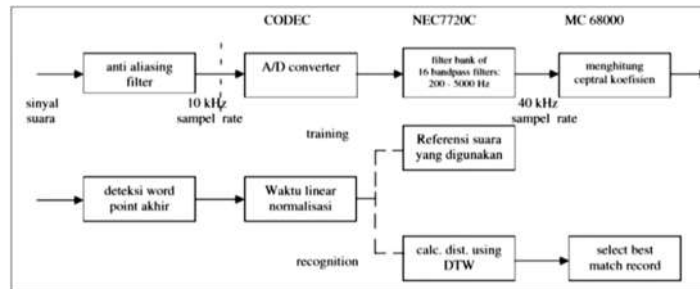 CODEC
NEC7720C
MC 68000
anti aliasing
filter
A/D converter
filter bank of
16 bandpass filters:
200 - 5000 Hz
menghitung
ceptral koefisien
sinyal
suara
10 kHz
sampel rate
40 kHz
sampel rate
training
Referensi suara
yang digunakan
deteksi word
point akhir
Waktu linear
normalisasi
recognition
calc. dist. using
DTW
select best
match record